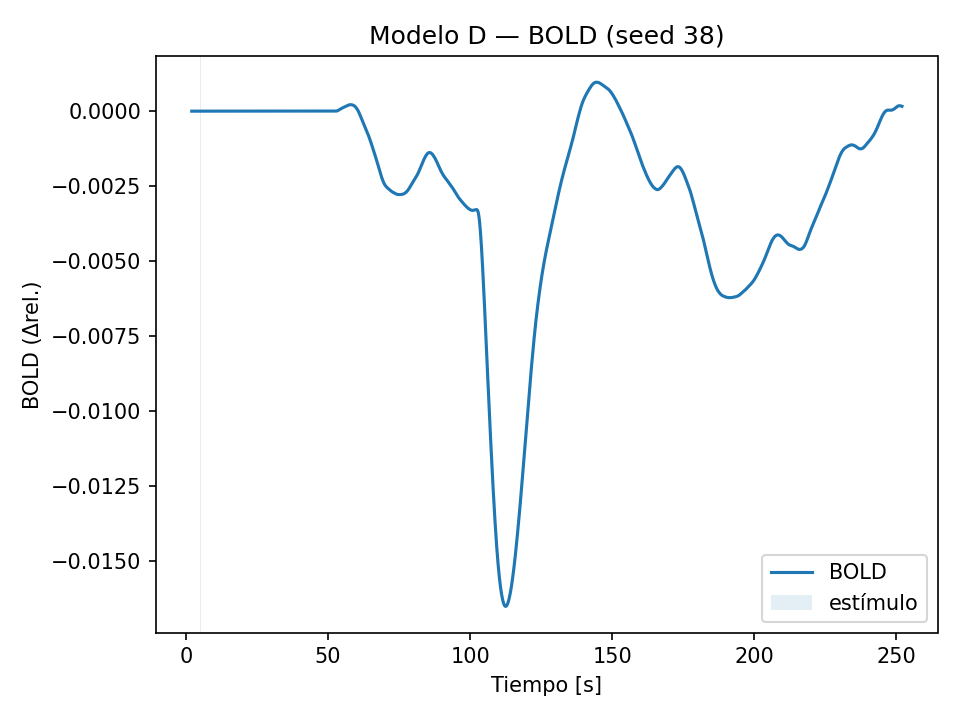 Modelo D — BOLD (seed 38)
BOLD (Δrel.)
0.0000
−0.0025
−0.0050
−0.0075
−0.0100
−0.0125
−0.0150
BOLD
estímulo
0 50 100 150 200 250
Tiempo [s]